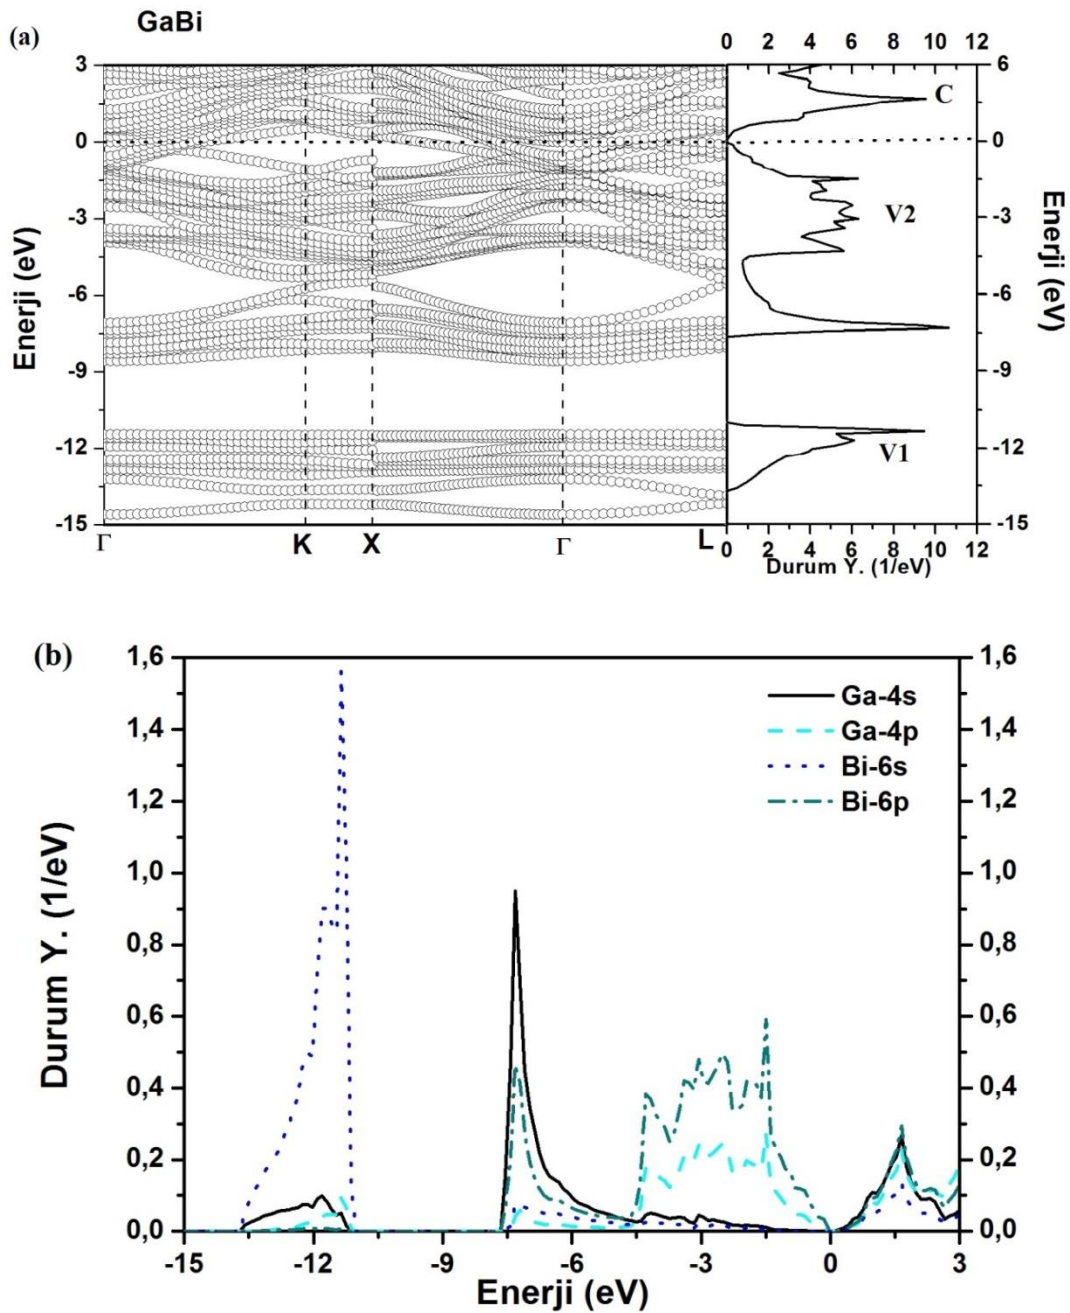 GaBi
(a)
0 2 4 6 8 10 12
3
0
-3
-6
-9
-12
-15
Enerji (eV)
Γ K X Γ L
6
3
0
-3
-6
-9
-12
-15
Enerji (eV)
C
V2
V1
0 2 4 6 8 10 12
Durum Y. (1/eV)
(b)
1,6
1,4
1,2
1,0
0,8
0,6
0,4
0,2
0,0
Durum Y. (1/eV)
Ga-4s
Ga-4p
Bi-6s
Bi-6p
1,6
1,4
1,2
1,0
0,8
0,6
0,4
0,2
0,0
-15 -12 -9 -6 -3 0 3
Enerji (eV)